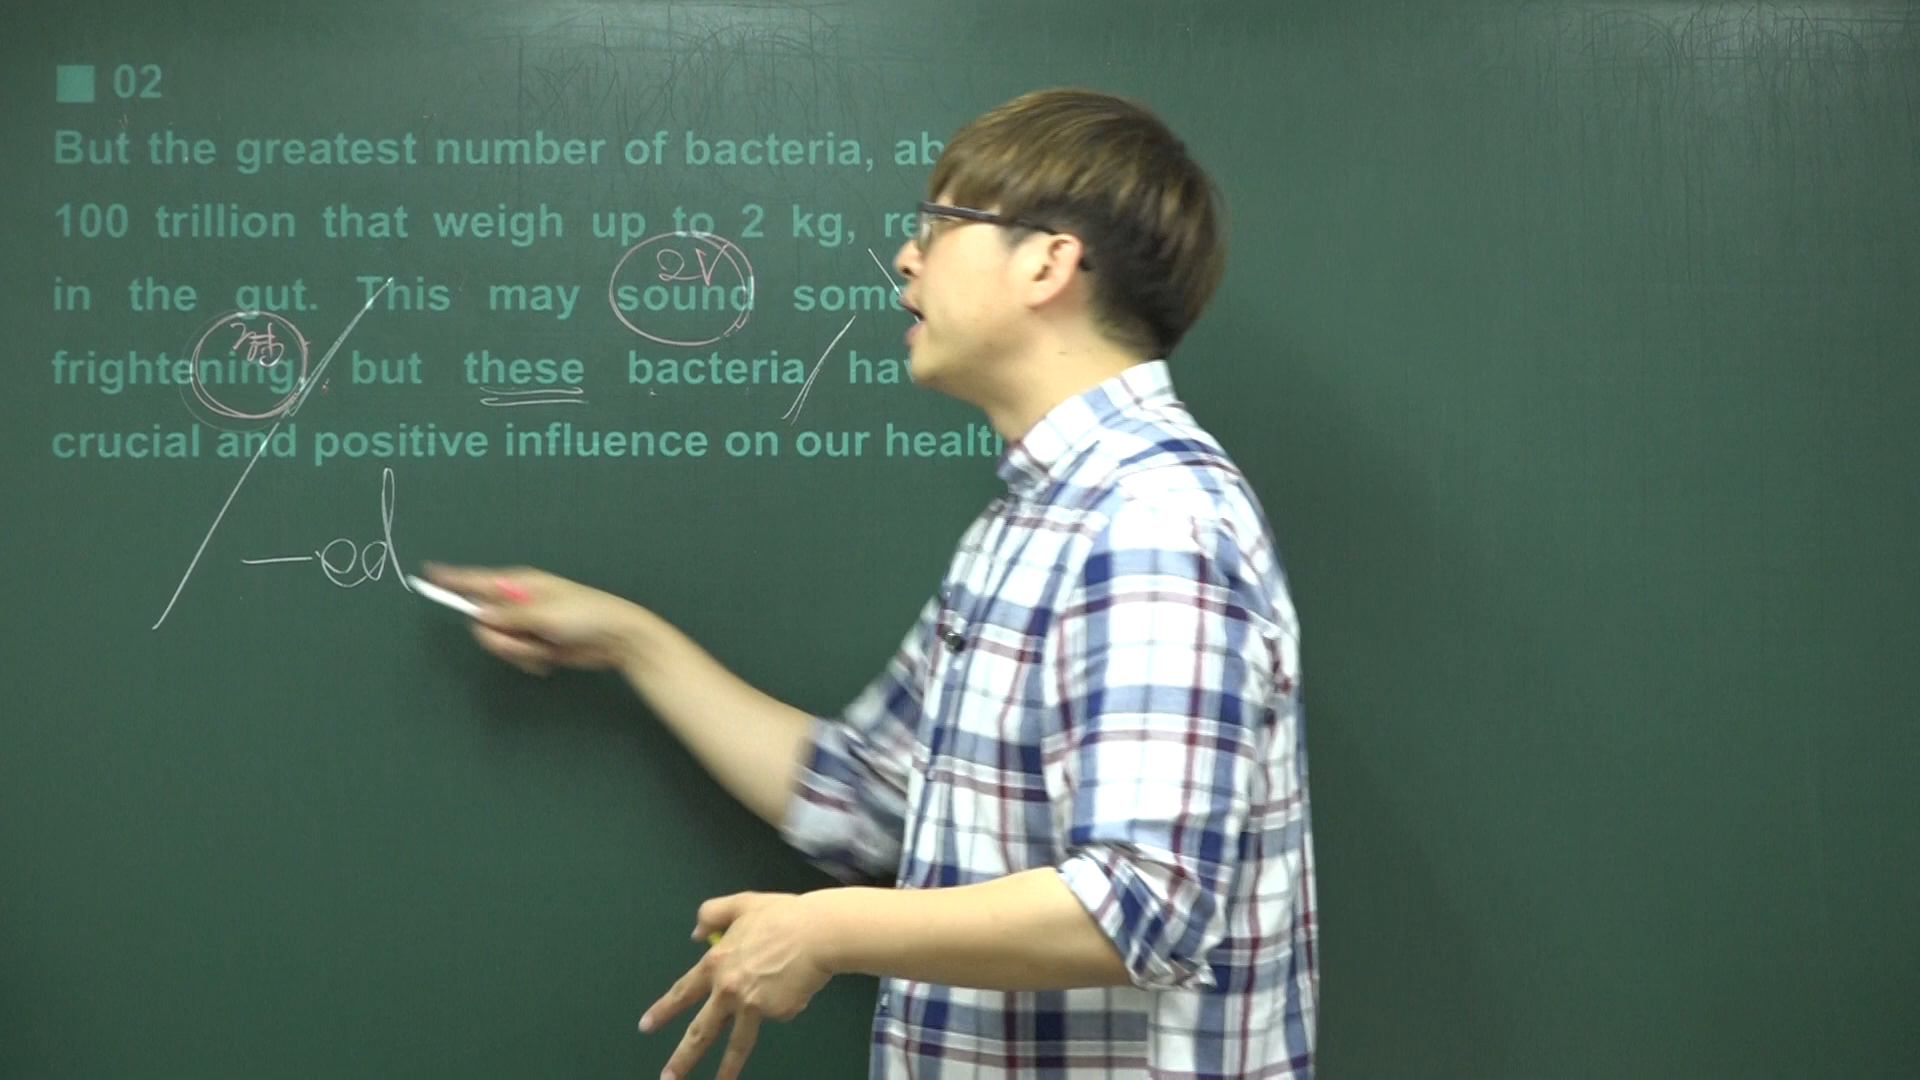 ■ 02
But the greatest number of bacteria, ab
100 trillion that weigh up to 2 kg, re
in the gut. This may sound some
frightening, but these bacteria hav
crucial and positive influence on our healt
2V
-ed